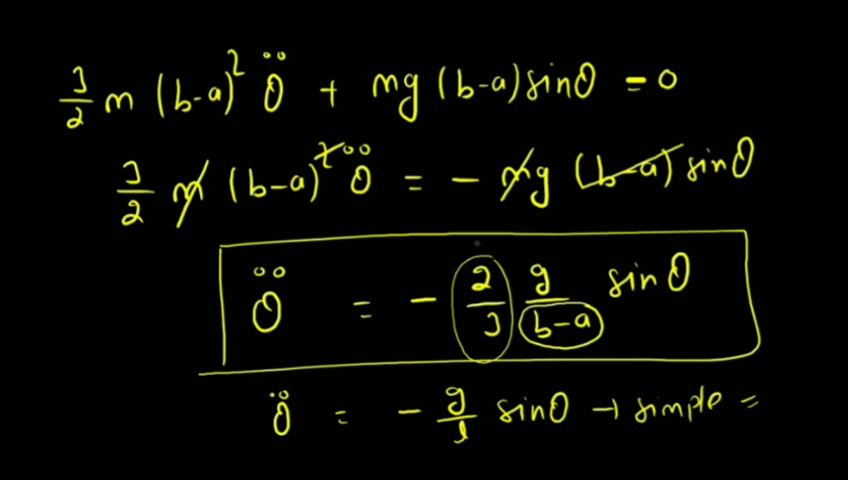 3/2 m (b-a)² θ̈ + mg (b-a) sinθ = 0
3/2 m (b-a)² θ̈ = - mg (b-a) sinθ
θ̈ = - 2/3 g/(b-a) sinθ
θ̈ = - g/l sinθ → simple =